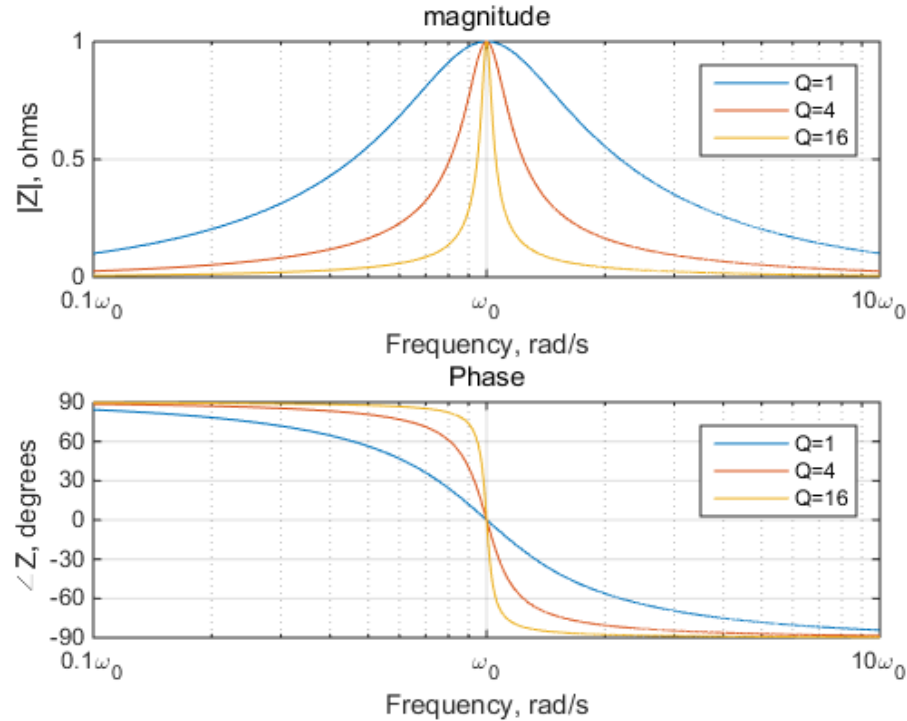 magnitude
|Z|, ohms
1
0.5
0
Q=1
Q=4
Q=16
0.1ω₀
ω₀
10ω₀
Frequency, rad/s
Phase
∠Z, degrees
90
60
30
0
-30
-60
-90
Q=1
Q=4
Q=16
0.1ω₀
ω₀
10ω₀
Frequency, rad/s